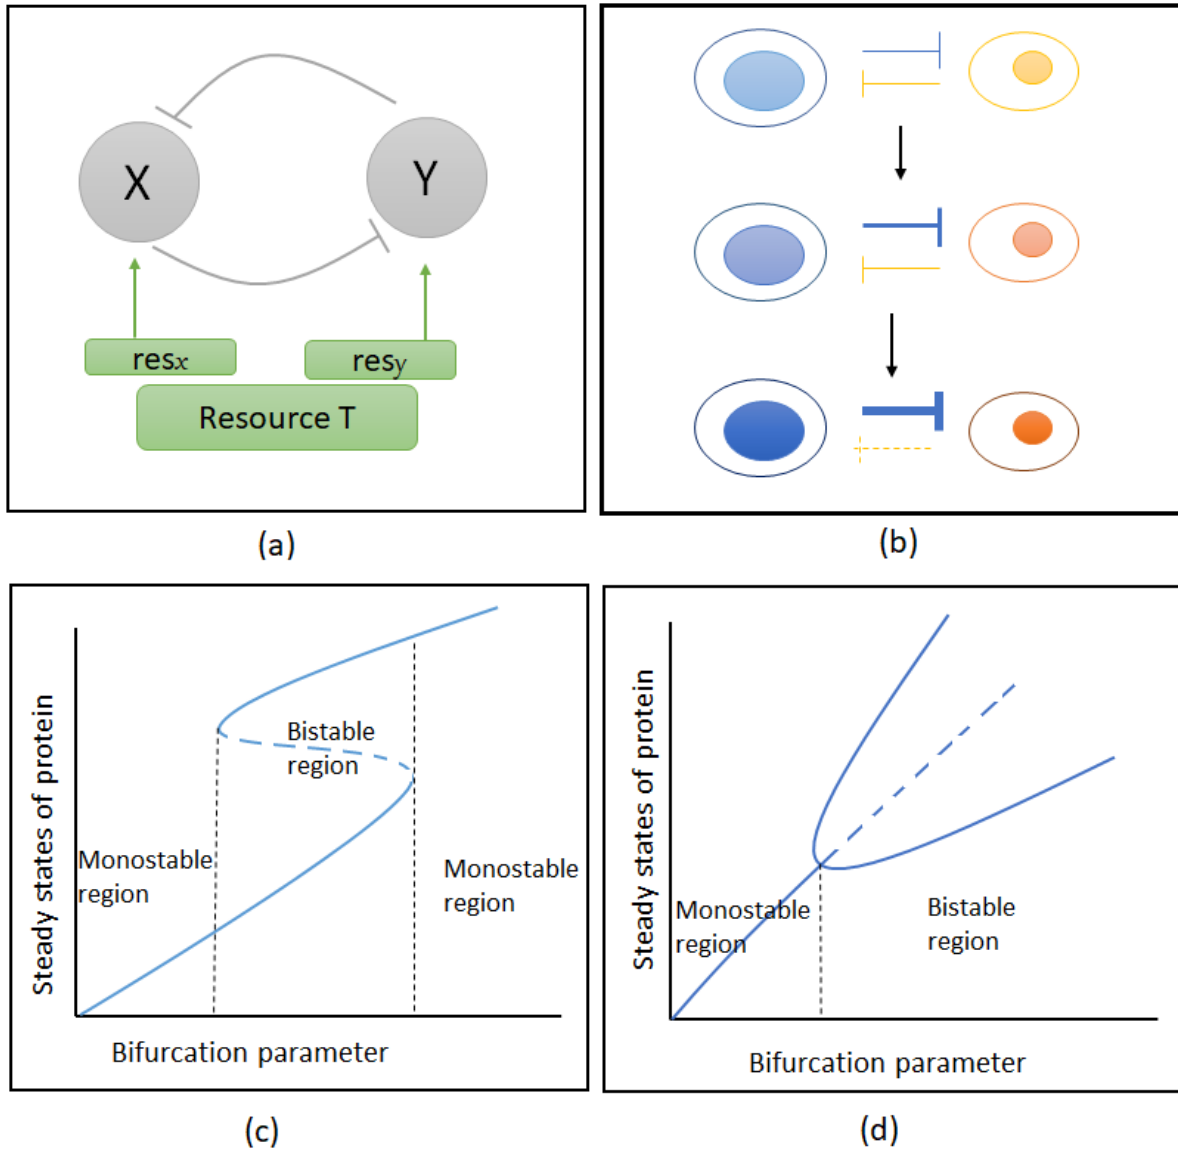 X
Y
resx
resy
Resource T
(a)
(b)
Steady states of protein
Bistable
region
Monostable
region
Monostable
region
Bifurcation parameter
(c)
Steady states of protein
Monostable
region
Bistable
region
Bifurcation parameter
(d)